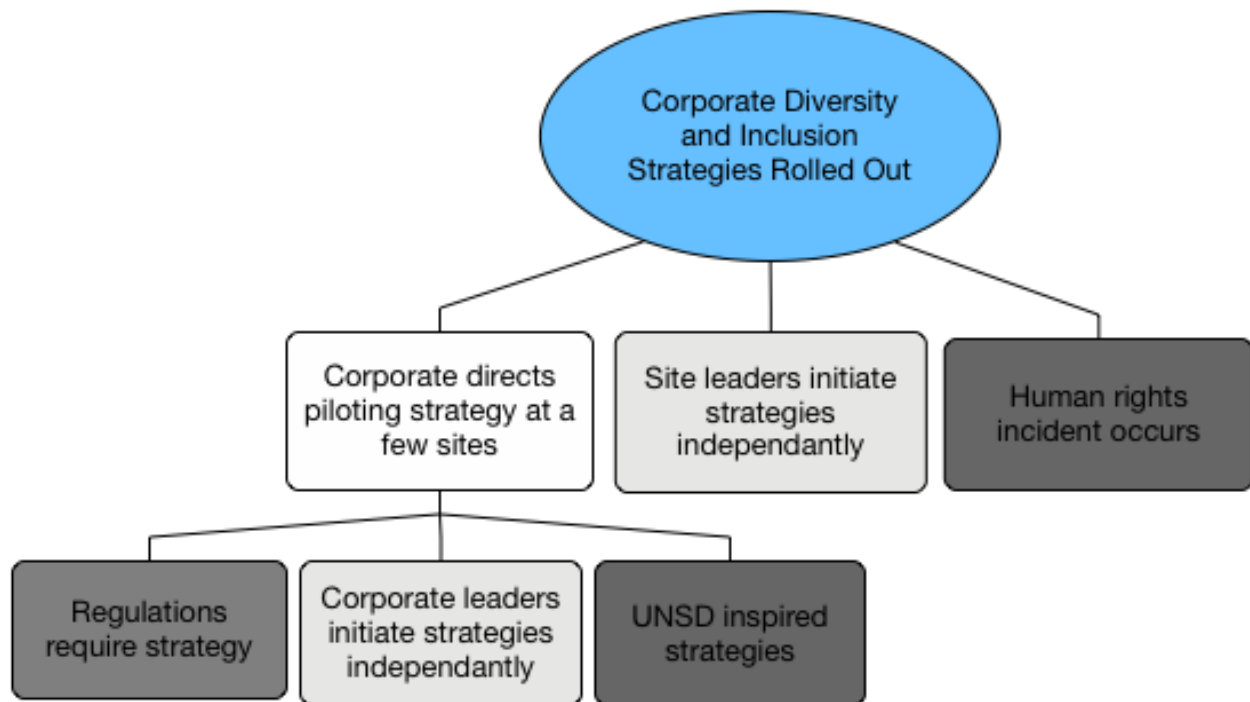 Corporate Diversity
and Inclusion
Strategies Rolled Out
Corporate directs
piloting strategy at a
few sites
Site leaders initiate
strategies
independantly
Human rights
incident occurs
Regulations
require strategy
Corporate leaders
initiate strategies
independantly
UNSD inspired
strategies